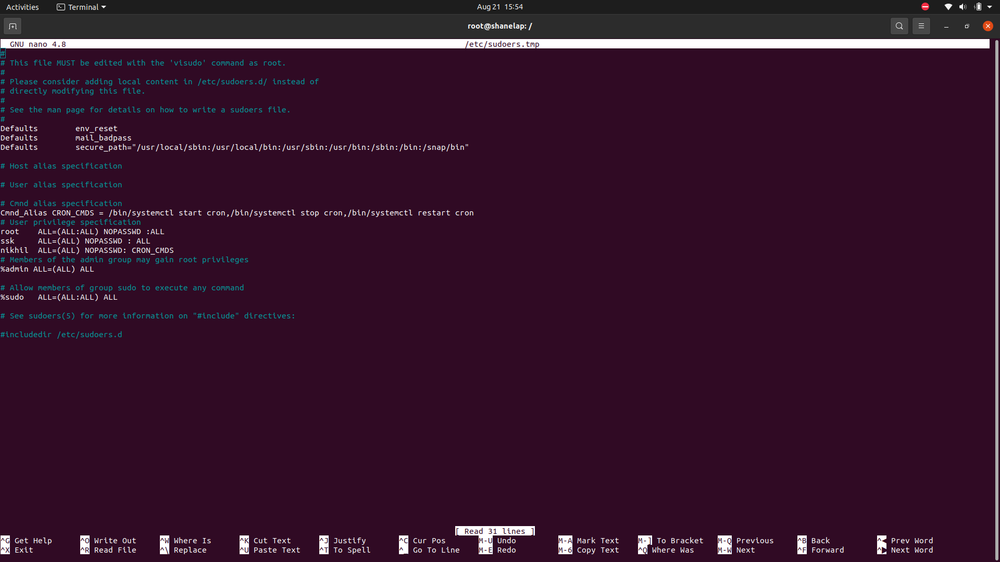 Activities Terminal Aug 21 15:54
root@shanelap: /
GNU nano 4.8 /etc/sudoers.tmp
#
# This file MUST be edited with the 'visudo' command as root.
#
# Please consider adding local content in /etc/sudoers.d/ instead of
# directly modifying this file.
#
# See the man page for details on how to write a sudoers file.
#
Defaults        env_reset
Defaults        mail_badpass
Defaults        secure_path="/usr/local/sbin:/usr/local/bin:/usr/sbin:/usr/bin:/sbin:/bin:/snap/bin"
# Host alias specification
# User alias specification
# Cmnd alias specification
Cmnd_Alias CRON_CMDS = /bin/systemctl start cron,/bin/systemctl stop cron,/bin/systemctl restart cron
# User privilege specification
root    ALL=(ALL:ALL) NOPASSWD :ALL
ssk     ALL=(ALL) NOPASSWD : ALL
nikhil  ALL=(ALL) NOPASSWD: CRON_CMDS
# Members of the admin group may gain root privileges
%admin ALL=(ALL) ALL
# Allow members of group sudo to execute any command
%sudo   ALL=(ALL:ALL) ALL
# See sudoers(5) for more information on "#include" directives:
#includedir /etc/sudoers.d
[ Read 31 lines ]
^G Get Help ^O Write Out ^W Where Is ^K Cut Text ^J Justify ^C Cur Pos M-U Undo M-A Mark Text M-] To Bracket M-Q Previous ^B Back ^◀ Prev Word
^X Exit ^R Read File ^\ Replace ^U Paste Text ^T To Spell ^_ Go To Line M-E Redo M-6 Copy Text ^Q Where Was M-W Next ^F Forward ^▶ Next Word